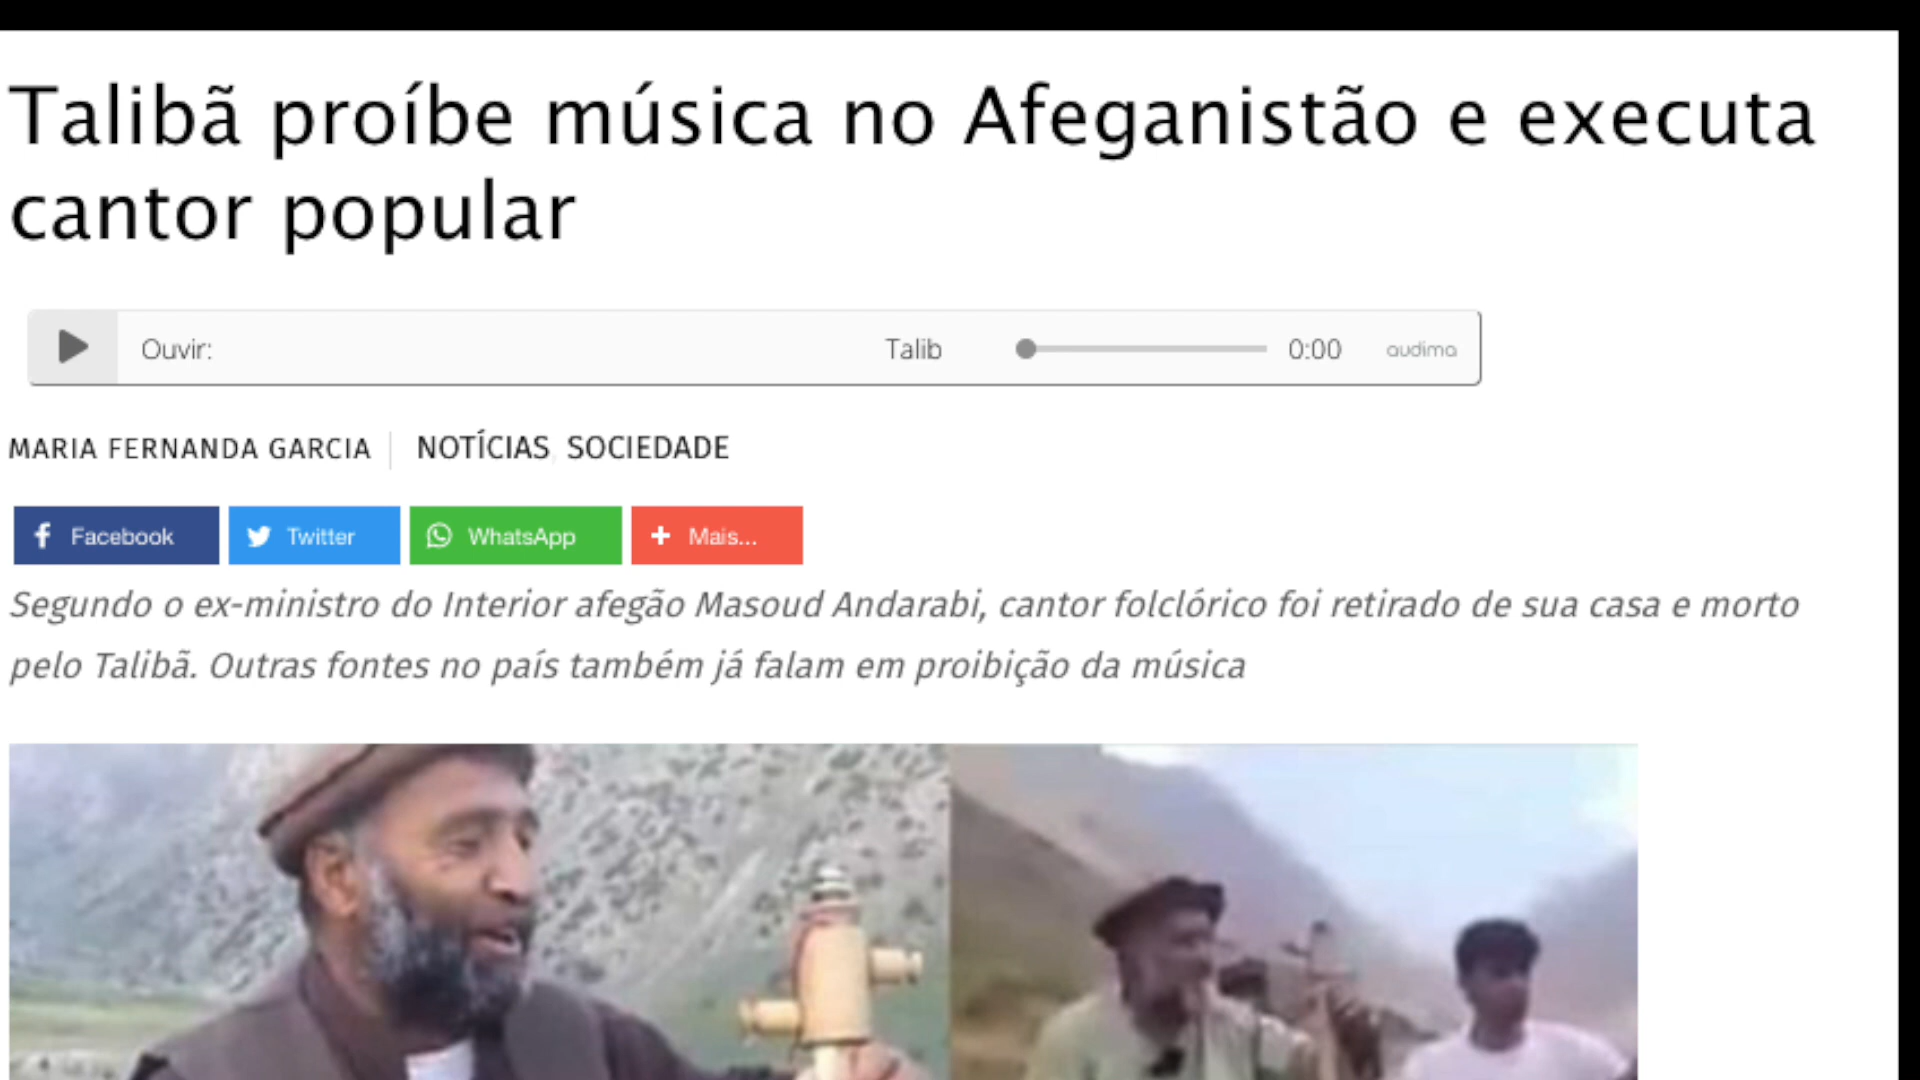 Talibã proíbe música no Afeganistão e executa
cantor popular
Ouvir: Talib 0:00 audima
MARIA FERNANDA GARCIA NOTÍCIAS, SOCIEDADE
Facebook Twitter WhatsApp Mais...
Segundo o ex-ministro do Interior afegão Masoud Andarabi, cantor folclórico foi retirado de sua casa e morto
pelo Talibã. Outras fontes no país também já falam em proibição da música